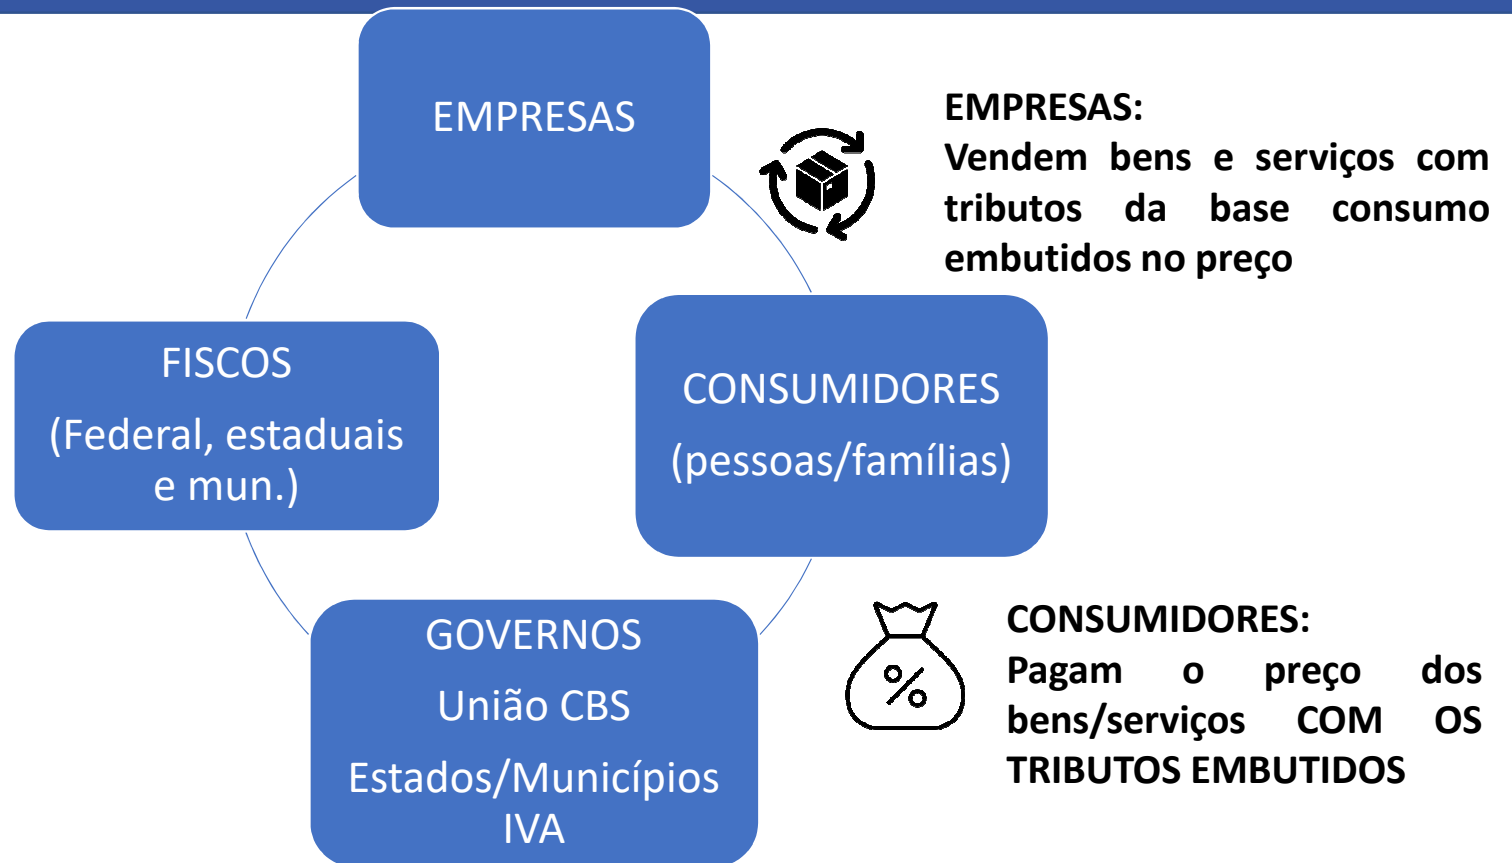 EMPRESAS
EMPRESAS:
Vendem bens e serviços com
tributos da base consumo
embutidos no preço
FISCOS
(Federal, estaduais
e mun.)
CONSUMIDORES
(pessoas/famílias)
GOVERNOS
União CBS
Estados/Municípios
IVA
CONSUMIDORES:
Pagam o preço dos
bens/serviços COM OS
TRIBUTOS EMBUTIDOS